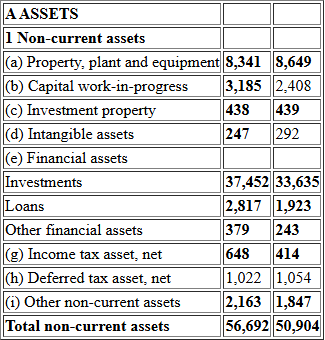 A ASSETS
1 Non-current assets
(a) Property, plant and equipment 8,341 8,649
(b) Capital work-in-progress 3,185 2,408
(c) Investment property 438 439
(d) Intangible assets 247 292
(e) Financial assets
Investments 37,452 33,635
Loans 2,817 1,923
Other financial assets 379 243
(g) Income tax asset, net 648 414
(h) Deferred tax asset, net 1,022 1,054
(i) Other non-current assets 2,163 1,847
Total non-current assets 56,692 50,904